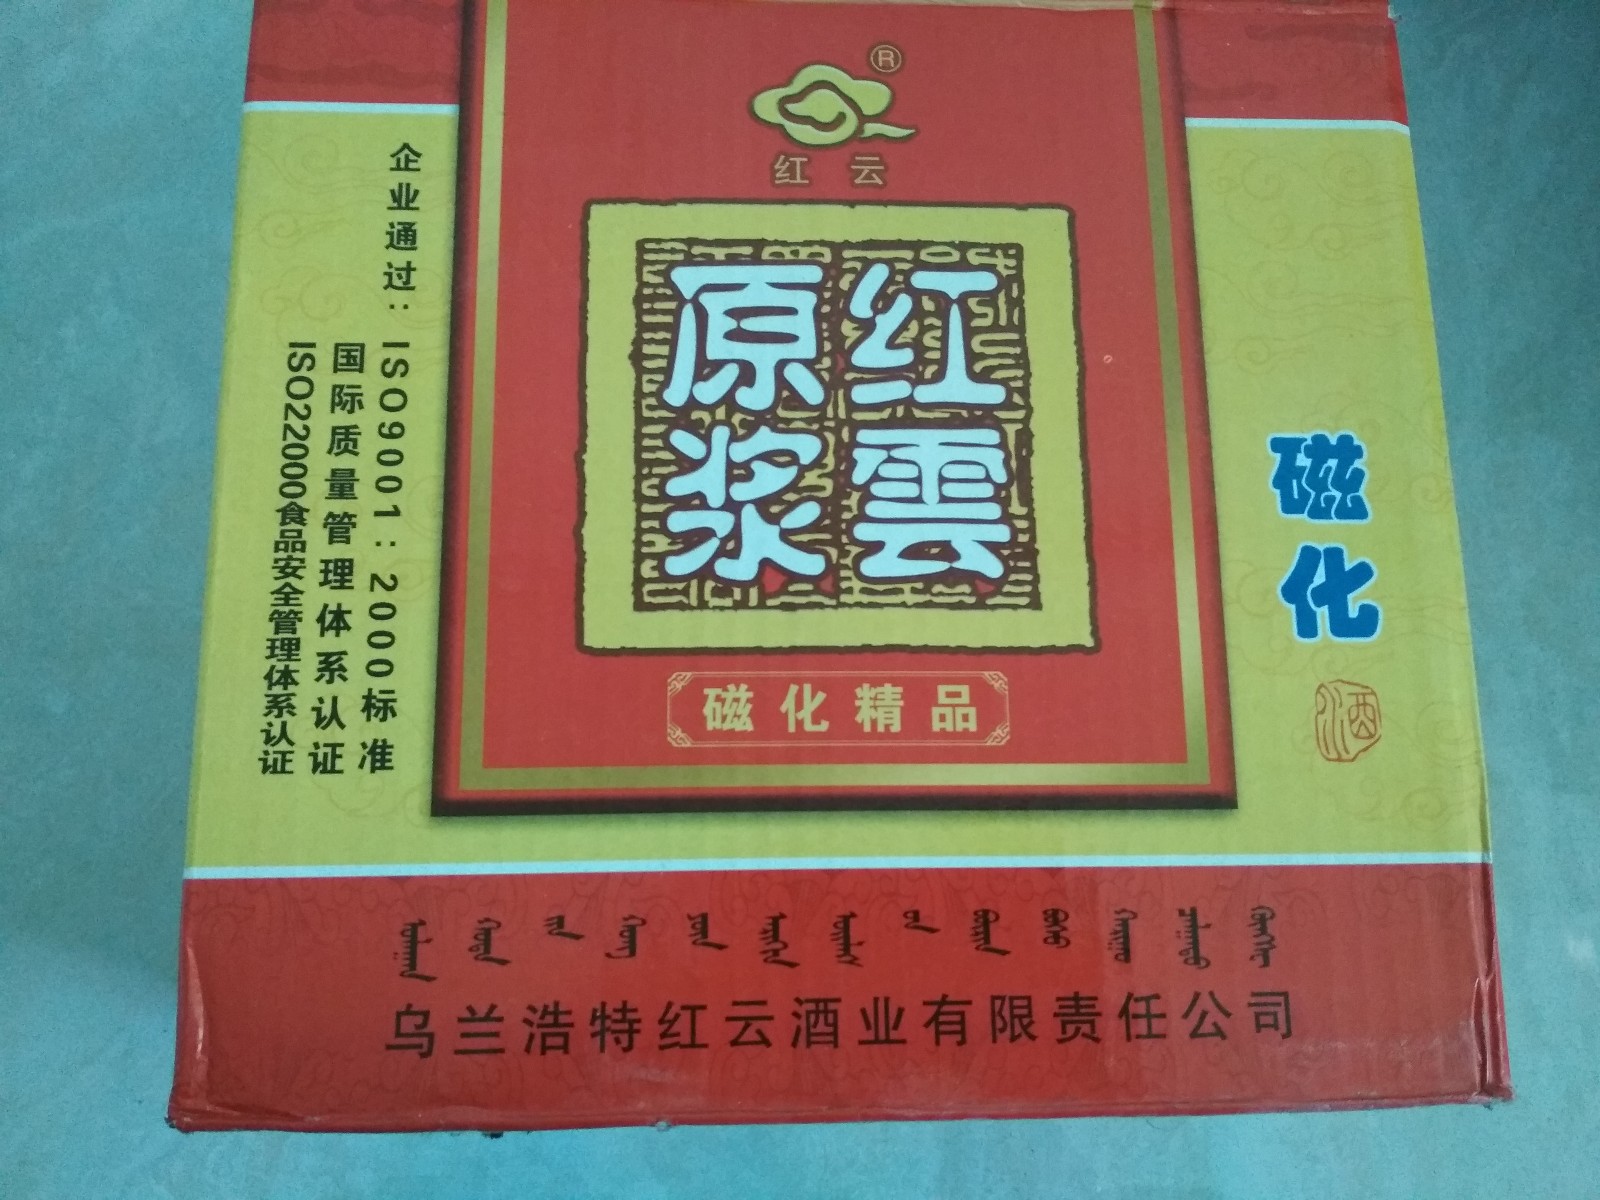 ®
红云
红雲
原浆
磁化精品
企业通过：ISO9001：2000标准
国际质量管理体系认证
ISO22000食品安全管理体系认证
磁化
酒
乌兰浩特红云酒业有限责任公司